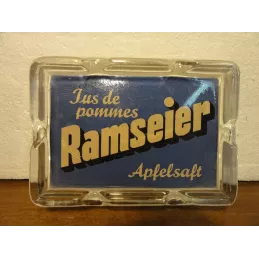 Jus de
pommes
Ramseier
Apfelsaft